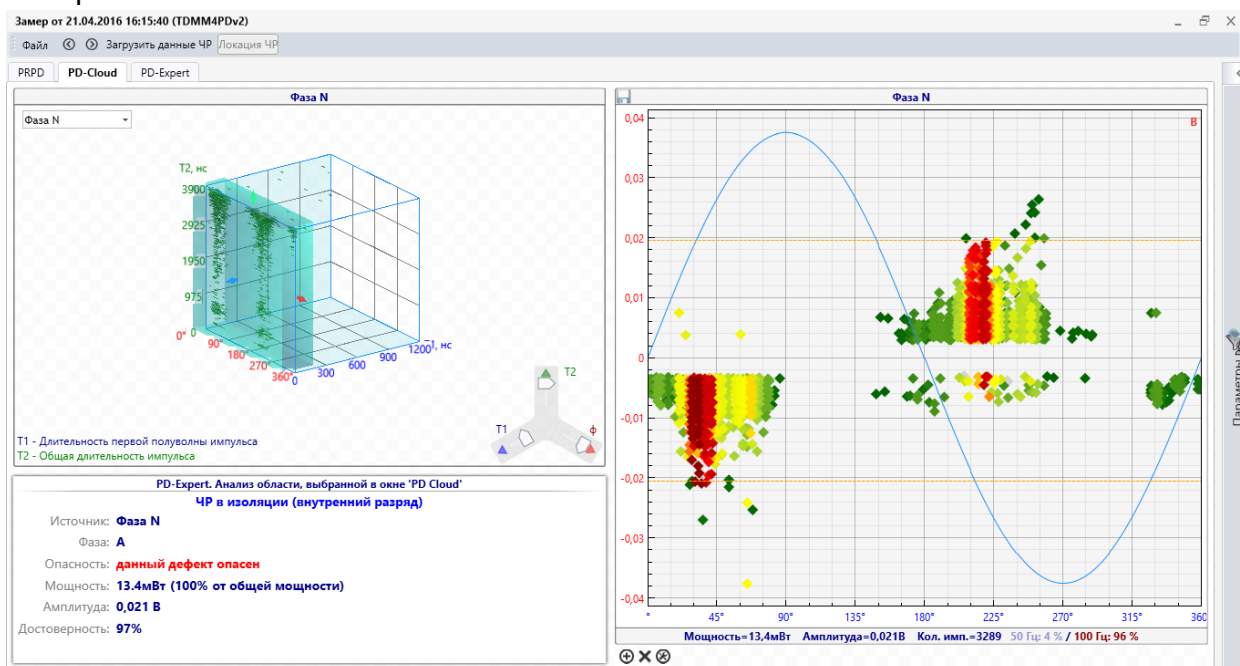 Замер от 21.04.2016 16:15:40 (TDMM4PDv2)
Файл Загрузить данные ЧР Локация ЧР
PRPD PD-Cloud PD-Expert
Фаза N
Фаза N
T2, нс
3900
2925
1950
975
0
0°
90°
180°
270°
360°
0
300
600
900
1200
нс
T2
T1
φ
T1 - Длительность первой полуволны импульса
T2 - Общая длительность импульса
PD-Expert. Анализ области, выбранной в окне 'PD Cloud'
ЧР в изоляции (внутренний разряд)
Источник: Фаза N
Фаза: A
Опасность: данный дефект опасен
Мощность: 13.4мВт (100% от общей мощности)
Амплитуда: 0,021 В
Достоверность: 97%
Фаза N
В
0,04
0,03
0,02
0,01
0
-0,01
-0,02
-0,03
-0,04
45° 90° 135° 180° 225° 270° 315° 360
Мощность=13,4мВт Амплитуда=0,021В Кол. имп.=3289 50 Гц: 4 % / 100 Гц: 96 %
Параметры